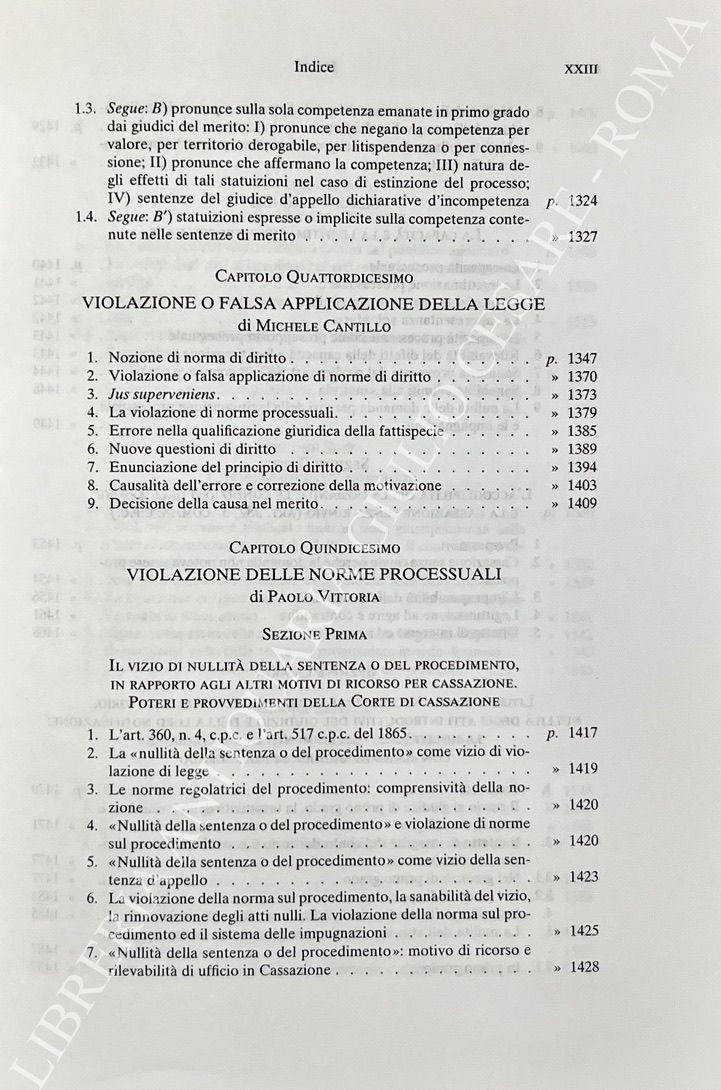 Indice XXIII
1.3. Segue: B) pronunce sulla sola competenza emanate in primo grado
dai giudici del merito: I) pronunce che negano la competenza per
valore, per territorio derogabile, per litispendenza o per connes-
sione; II) pronunce che affermano la competenza; III) natura de-
gli effetti di tali statuizioni nel caso di estinzione del processo;
IV) sentenze del giudice d'appello dichiarative d'incompetenza p. 1324
1.4. Segue: B') statuizioni espresse o implicite sulla competenza conte-
nute nelle sentenze di merito . . . . . . . . . . . . . . . » 1327
CAPITOLO QUATTORDICESIMO
VIOLAZIONE O FALSA APPLICAZIONE DELLA LEGGE
di MICHELE CANTILLO
1. Nozione di norma di diritto . . . . . . . . . . . . . . . p. 1347
2. Violazione o falsa applicazione di norme di diritto . . . . . . . » 1370
3. Jus superveniens. . . . . . . . . . . . . . . . . . . . » 1373
4. La violazione di norme processuali. . . . . . . . . . . . . » 1379
5. Errore nella qualificazione giuridica della fattispecie . . . . . . » 1385
6. Nuove questioni di diritto . . . . . . . . . . . . . . . . » 1389
7. Enunciazione del principio di diritto . . . . . . . . . . . . » 1394
8. Causalità dell'errore e correzione della motivazione . . . . . . » 1403
9. Decisione della causa nel merito. . . . . . . . . . . . . . » 1409
CAPITOLO QUINDICESIMO
VIOLAZIONE DELLE NORME PROCESSUALI
di PAOLO VITTORIA
SEZIONE PRIMA
IL VIZIO DI NULLITÀ DELLA SENTENZA O DEL PROCEDIMENTO,
IN RAPPORTO AGLI ALTRI MOTIVI DI RICORSO PER CASSAZIONE.
POTERI E PROVVEDIMENTI DELLA CORTE DI CASSAZIONE
1. L'art. 360, n. 4, c.p.c. e l'art. 517 c.p.c. del 1865. . . . . . . . . p. 1417
2. La «nullità della sentenza o del procedimento» come vizio di vio-
lazione di legge . . . . . . . . . . . . . . . . . . . . » 1419
3. Le norme regolatrici del procedimento: comprensività della no-
zione . . . . . . . . . . . . . . . . . . . . . . . . » 1420
4. «Nullità della sentenza o del procedimento» e violazione di norme
sul procedimento . . . . . . . . . . . . . . . . . . . » 1420
5. «Nullità della sentenza o del procedimento» come vizio della sen-
tenza d'appello . . . . . . . . . . . . . . . . . . . . » 1423
6. La violazione della norma sul procedimento, la sanabilità del vizio,
la rinnovazione degli atti nulli. La violazione della norma sul pro-
cedimento ed il sistema delle impugnazioni . . . . . . . . . . » 1425
7. «Nullità della sentenza o del procedimento»: motivo di ricorso e
rilevabilità di ufficio in Cassazione . . . . . . . . . . . . . . » 1428
LIBRERIA ANTIQUARIA GIULIO CESARE - ROMA